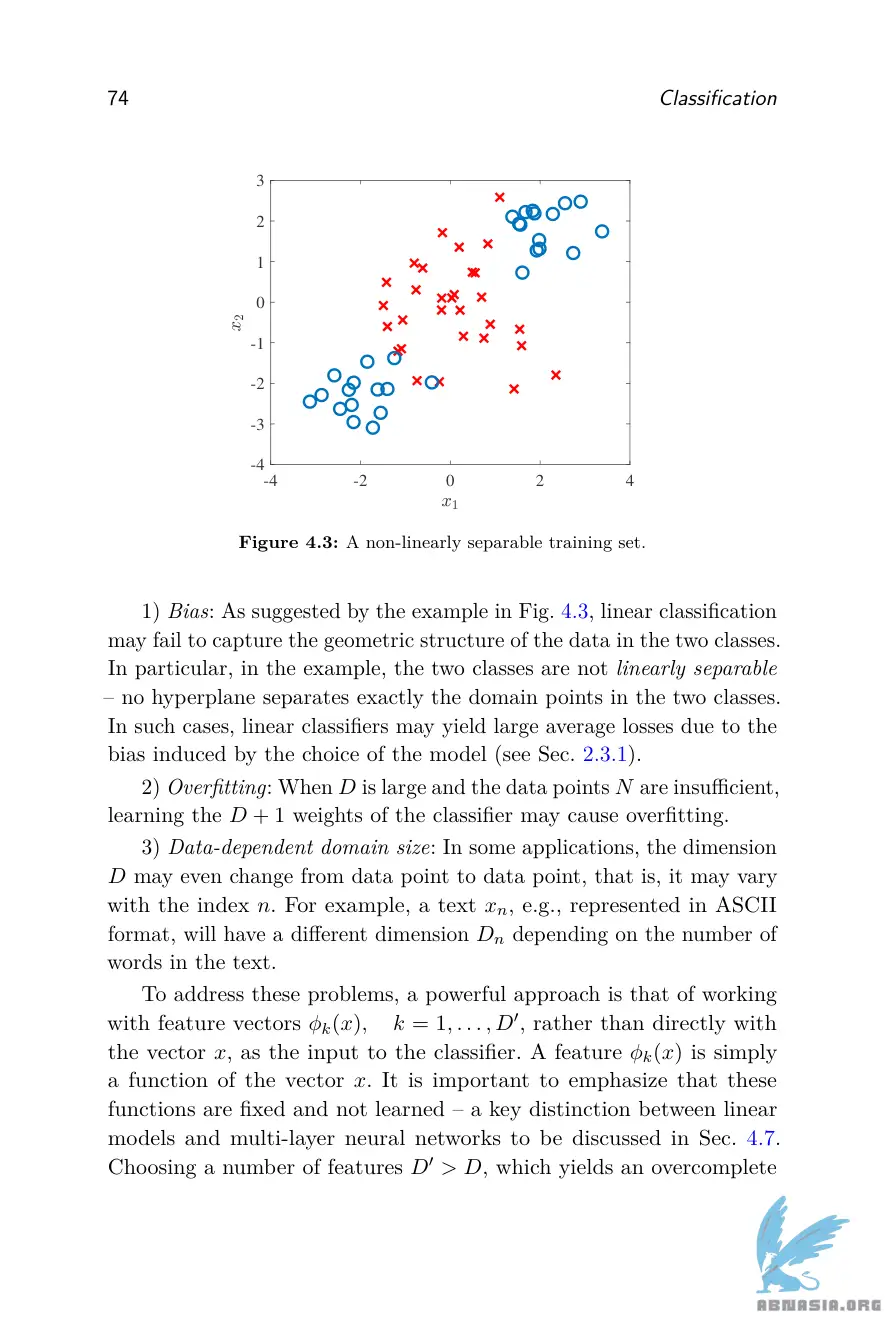 74
Classification
3
2
1
0
-1
-2
-3
-4
x2
-4 -2 0 2 4
x1
Figure 4.3: A non-linearly separable training set.
1) Bias: As suggested by the example in Fig. 4.3, linear classification
may fail to capture the geometric structure of the data in the two classes.
In particular, in the example, the two classes are not linearly separable
– no hyperplane separates exactly the domain points in the two classes.
In such cases, linear classifiers may yield large average losses due to the
bias induced by the choice of the model (see Sec. 2.3.1).
2) Overfitting: When D is large and the data points N are insufficient,
learning the D + 1 weights of the classifier may cause overfitting.
3) Data-dependent domain size: In some applications, the dimension
D may even change from data point to data point, that is, it may vary
with the index n. For example, a text xn, e.g., represented in ASCII
format, will have a different dimension Dn depending on the number of
words in the text.
To address these problems, a powerful approach is that of working
with feature vectors ϕk(x), k = 1, . . . , D′, rather than directly with
the vector x, as the input to the classifier. A feature ϕk(x) is simply
a function of the vector x. It is important to emphasize that these
functions are fixed and not learned – a key distinction between linear
models and multi-layer neural networks to be discussed in Sec. 4.7.
Choosing a number of features D′ > D, which yields an overcomplete
ABNASIA.ORG